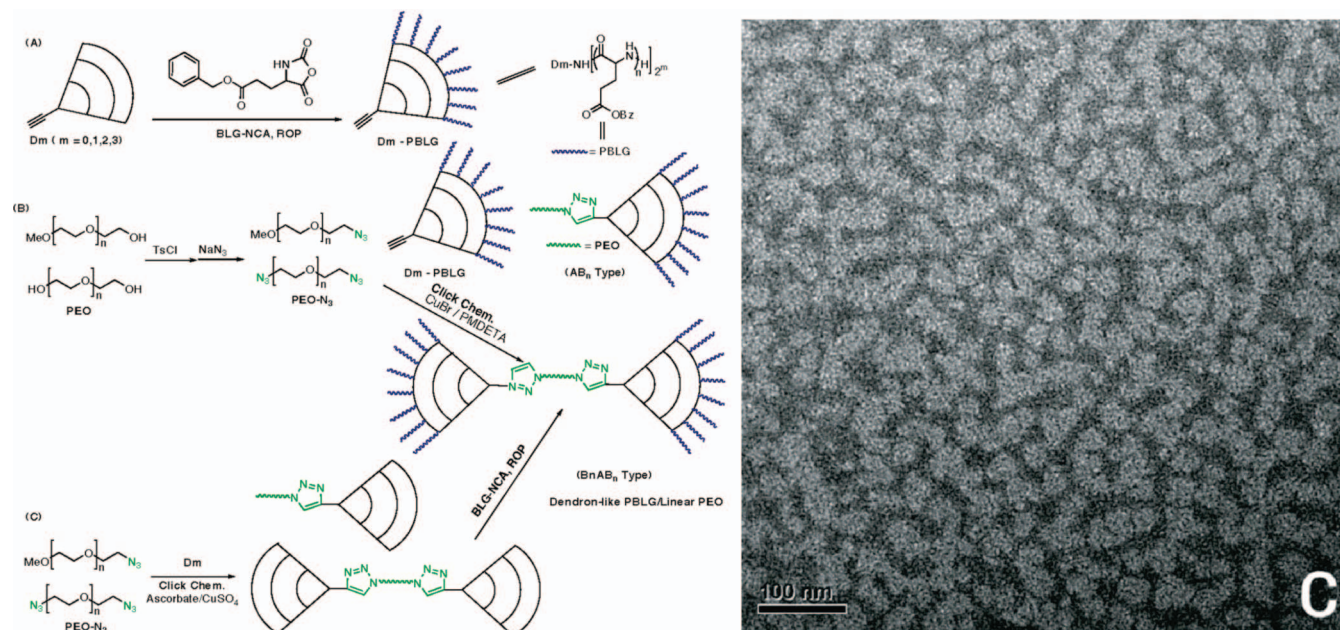 (A)
HN
O
O
O
O
O
Dm ( m = 0,1,2,3)
BLG-NCA, ROP
Dm - PBLG
Dm-NH
O
H
N
n
H
2m
O
OBz
= PBLG
(B)
MeO
O
n
OH
HO
O
n
OH
PEO
TsCl
NaN3
MeO
O
n
N3
N3
O
n
N3
PEO-N3
Dm - PBLG
N
N
N
= PEO
(ABn Type)
Click Chem.
CuBr / PMDETA
N
N=N
N=N
N
(BnABn Type)
Dendron-like PBLG/Linear PEO
BLG-NCA, ROP
N=N
N
(C)
MeO
O
n
N3
N3
O
n
N3
PEO-N3
Dm
Click Chem.
Ascorbate/CuSO4
N=N
N
N=N
N
100 nm
C